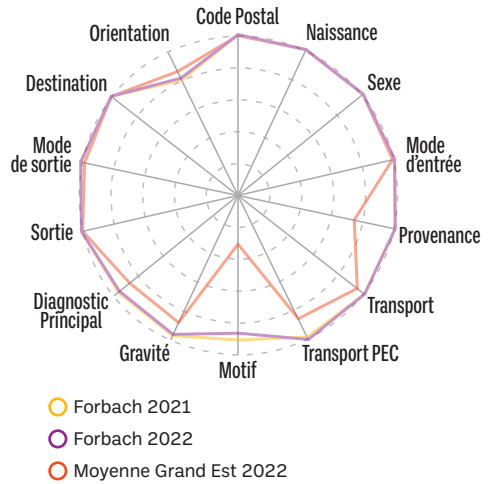 Code Postal
Naissance
Sexe
Mode
d'entrée
Provenance
Transport
Transport PEC
Motif
Gravité
Diagnostic
Principal
Sortie
Mode
de sortie
Destination
Orientation
Forbach 2021
Forbach 2022
Moyenne Grand Est 2022